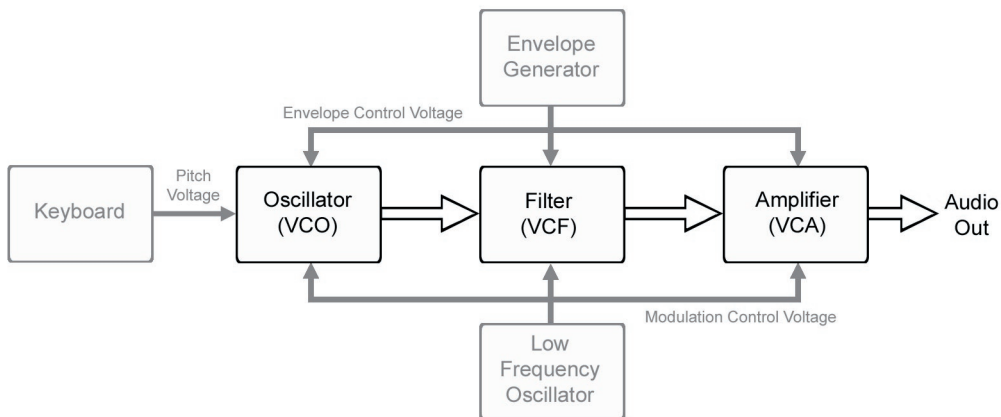 Envelope
Generator
Envelope Control Voltage
Pitch
Voltage
Keyboard
Oscillator
(VCO)
Filter
(VCF)
Amplifier
(VCA)
Audio
Out
Modulation Control Voltage
Low
Frequency
Oscillator